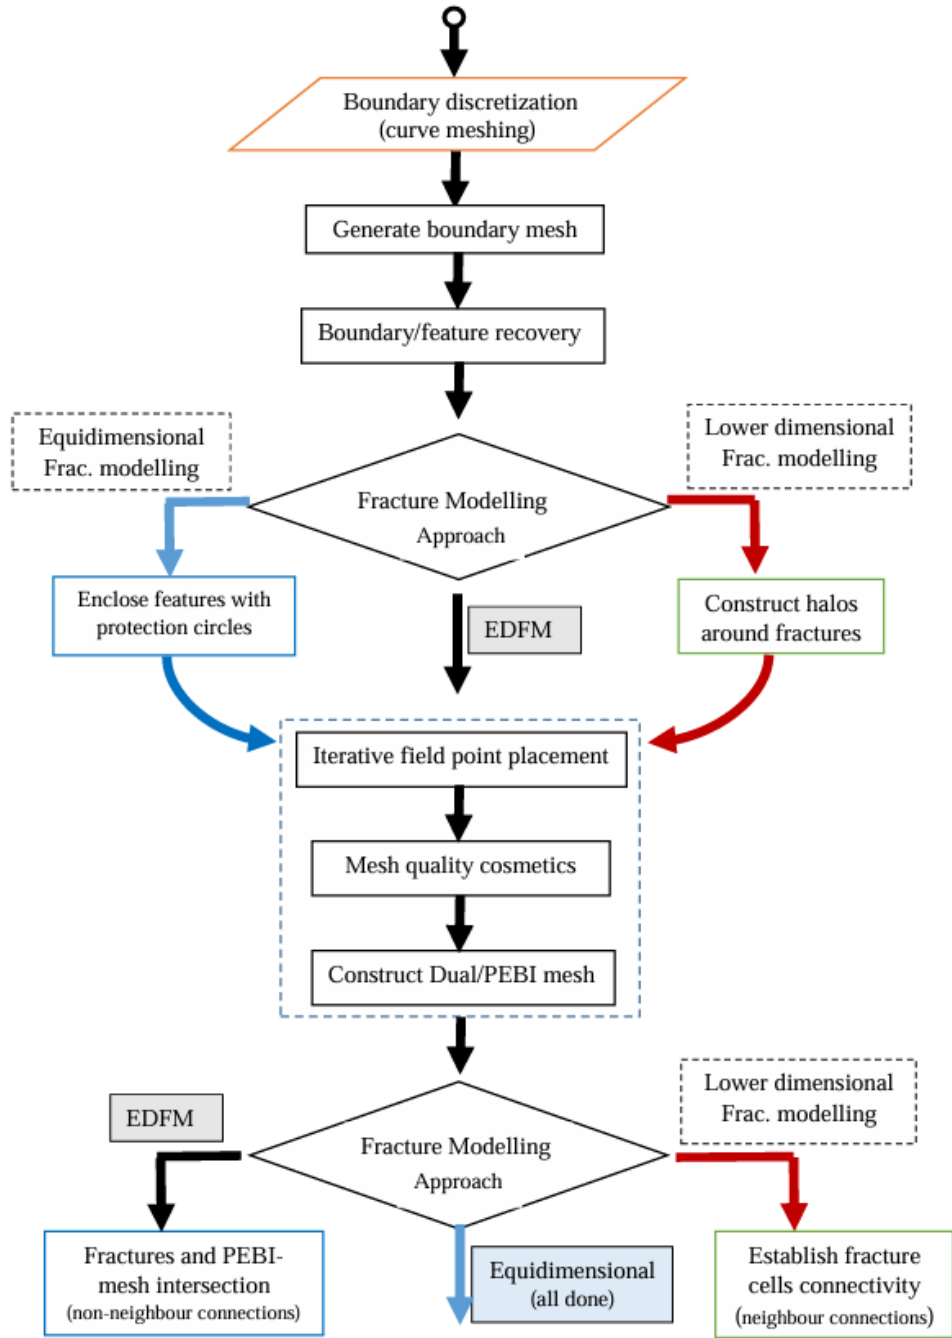 Boundary discretization
(curve meshing)
Generate boundary mesh
Boundary/feature recovery
Equidimensional
Frac. modelling
Lower dimensional
Frac. modelling
Fracture Modelling
Approach
Enclose features with
protection circles
EDFM
Construct halos
around fractures
Iterative field point placement
Mesh quality cosmetics
Construct Dual/PEBI mesh
EDFM
Lower dimensional
Frac. modelling
Fracture Modelling
Approach
Fractures and PEBI-
mesh intersection
(non-neighbour connections)
Equidimensional
(all done)
Establish fracture
cells connectivity
(neighbour connections)